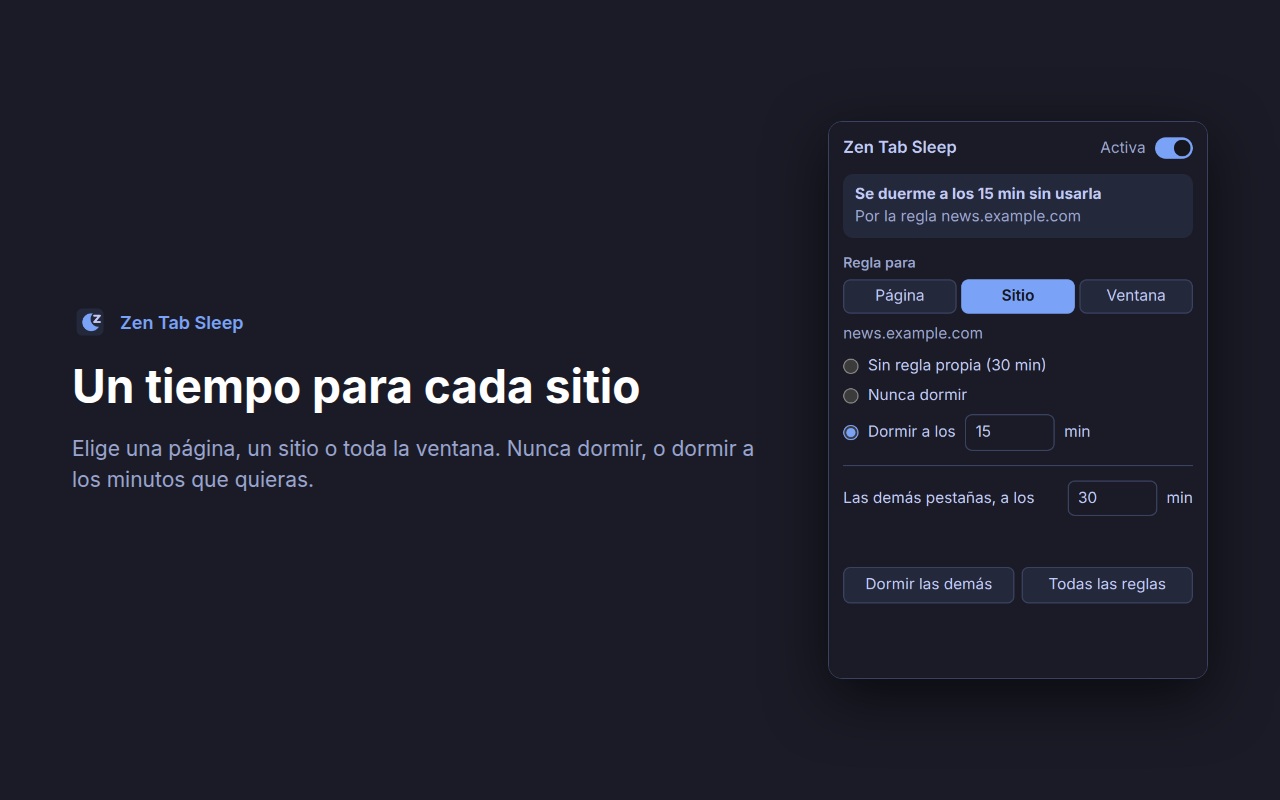 Zen Tab Sleep
Un tiempo para cada sitio
Elige una página, un sitio o toda la ventana. Nunca dormir, o dormir a
los minutos que quieras.
Zen Tab Sleep
Activa
Se duerme a los 15 min sin usarla
Por la regla news.example.com
Regla para
Página
Sitio
Ventana
news.example.com
Sin regla propia (30 min)
Nunca dormir
Dormir a los 15 min
Las demás pestañas, a los 30 min
Dormir las demás
Todas las reglas